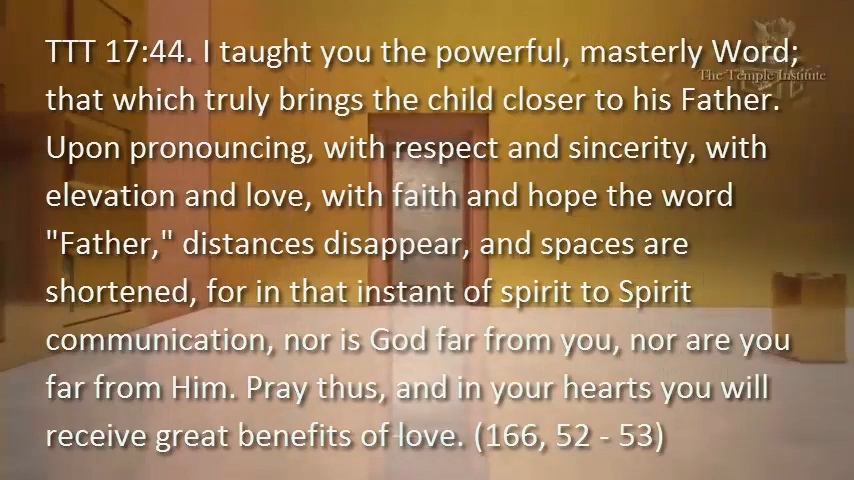 TTT 17:44. I taught you the powerful, masterly Word;
The Temple Institute
that which truly brings the child closer to his Father.
Upon pronouncing, with respect and sincerity, with
elevation and love, with faith and hope the word
"Father," distances disappear, and spaces are
shortened, for in that instant of spirit to Spirit
communication, nor is God far from you, nor are you
far from Him. Pray thus, and in your hearts you will
receive great benefits of love. (166, 52 - 53)